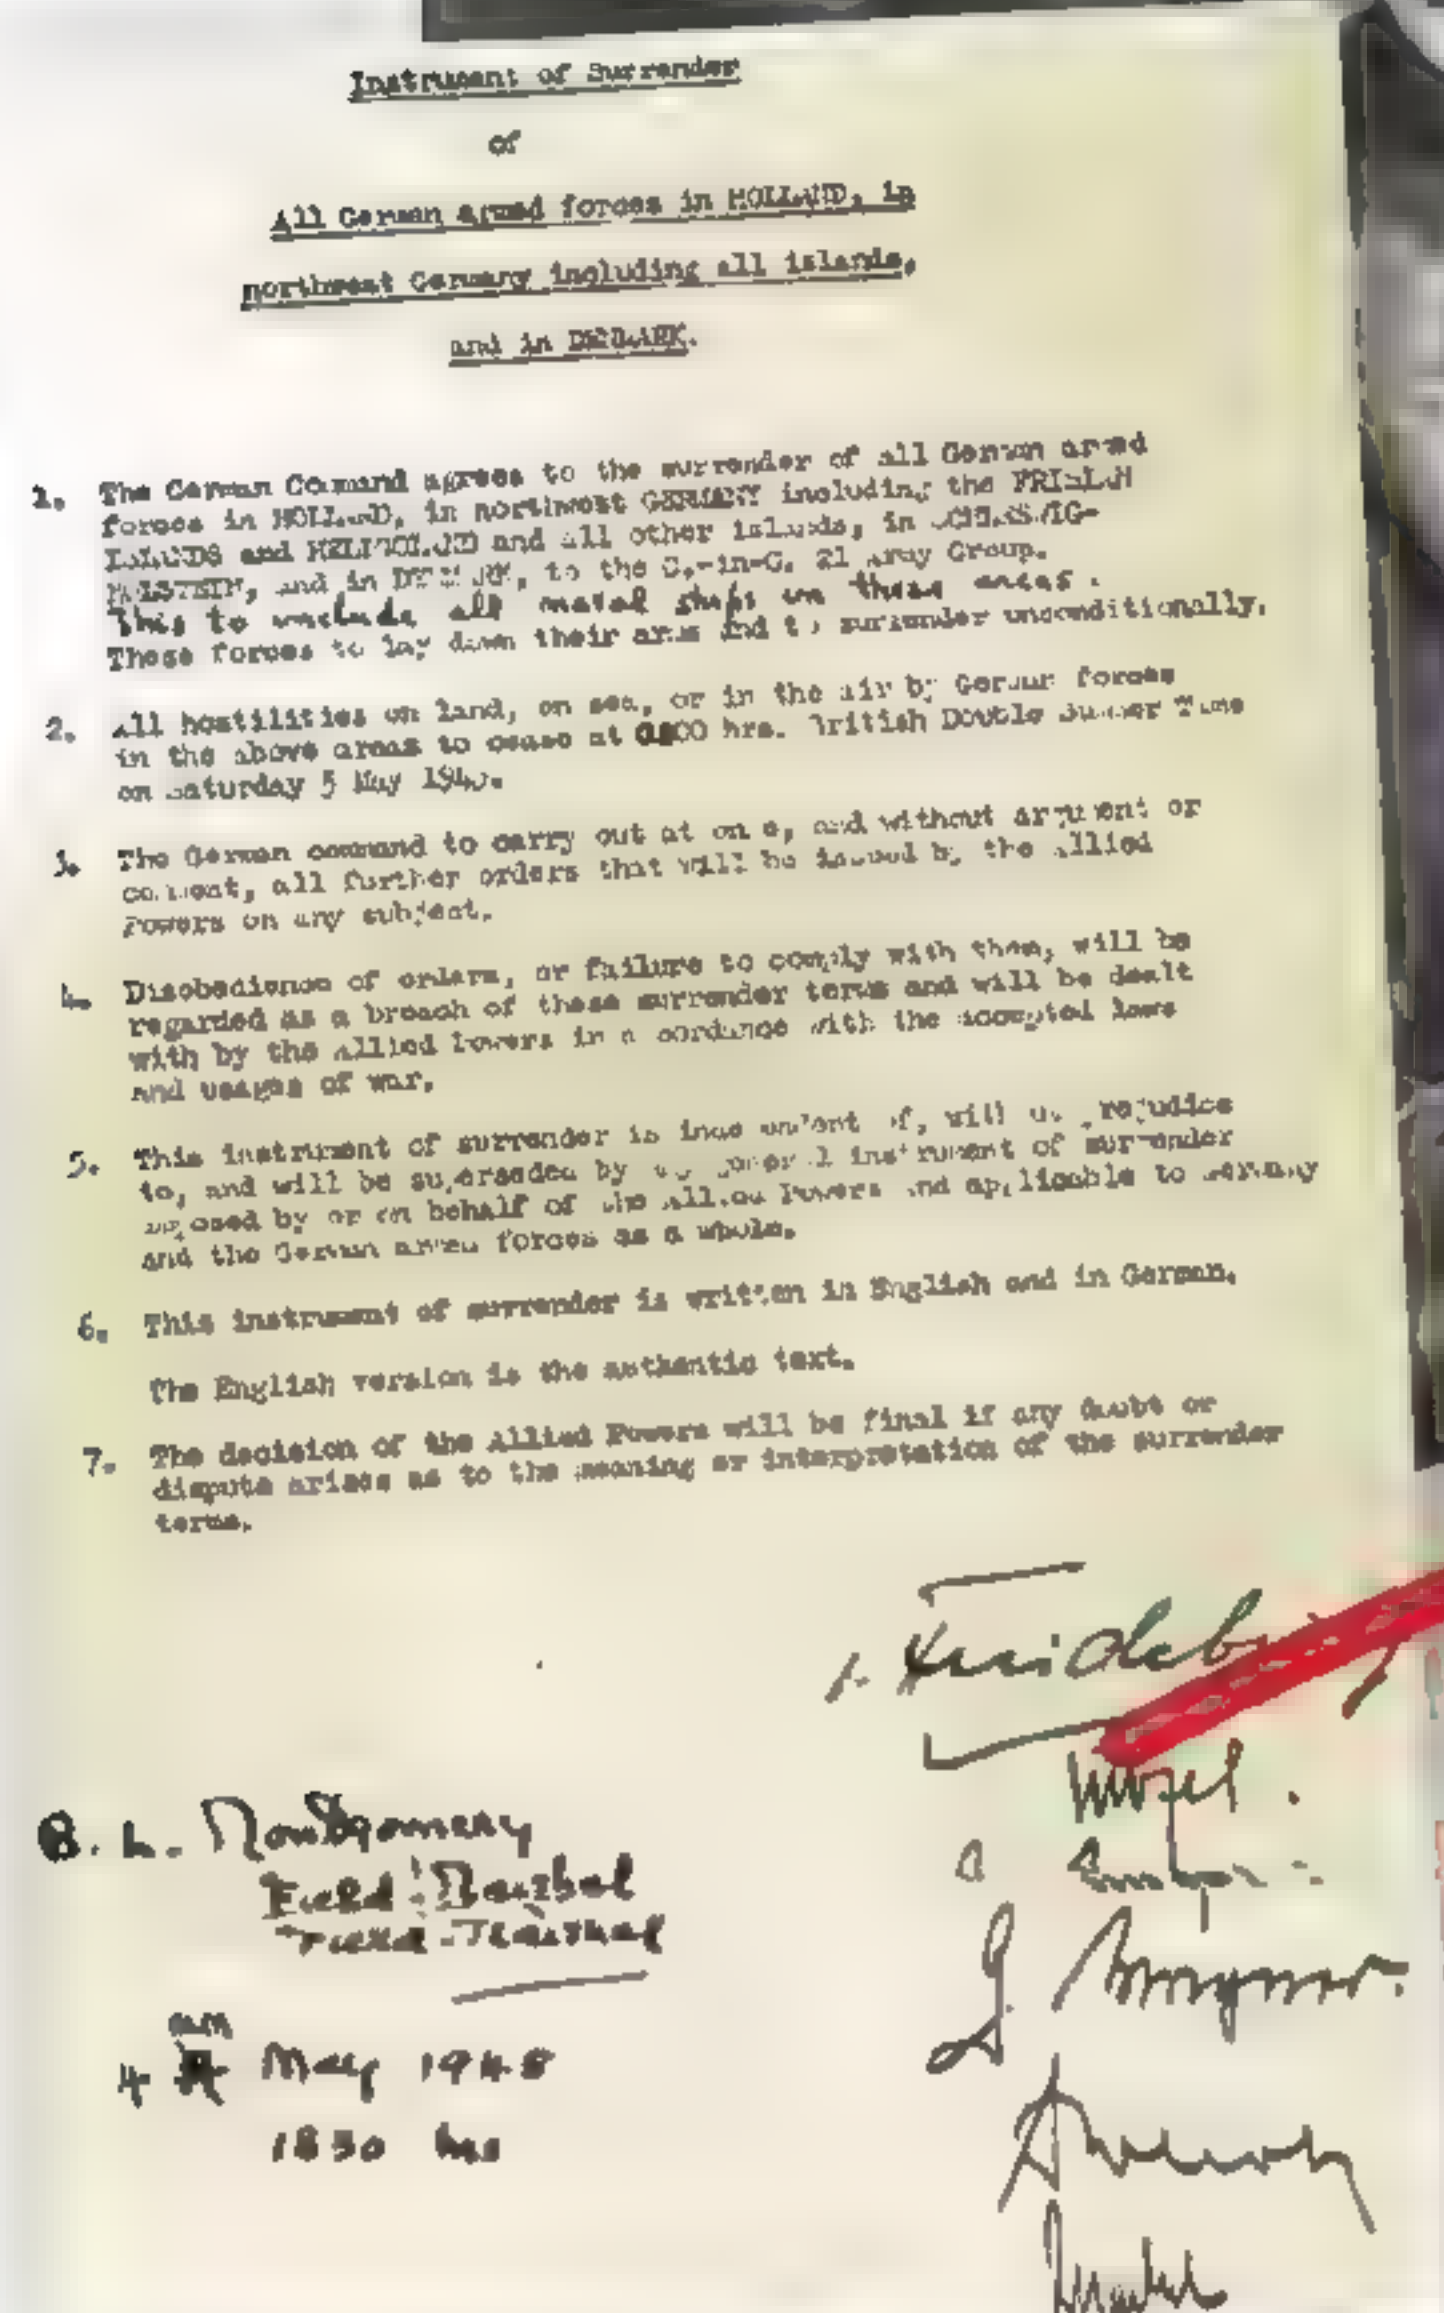 Instrument of Surrender
of
All German armed forces in HOLLAND, in
northwest Germany including all islands,
and in DENMARK.
1. The German Command agrees to the surrender of all German armed
forces in HOLLAND, in northwest GERMANY including the FRISIAN
ISLANDS and HELIGOLAND and all other islands, in SCHLESWIG-
HOLSTEIN, and in DENMARK, to the C.-in-C. 21 Army Group.
This to include all naval ships in these areas.
These forces to lay down their arms and to surrender unconditionally.
2. All hostilities on land, on sea, or in the air by German forces
in the above areas to cease at 0800 hrs. British Double Summer Time
on Saturday 5 May 1945.
3. The German command to carry out at once, and without argument or
comment, all further orders that will be issued by the Allied
Powers on any subject.
4. Disobedience of orders, or failure to comply with them, will be
regarded as a breach of these surrender terms and will be dealt
with by the Allied Powers in accordance with the accepted laws
and usages of war.
5. This instrument of surrender is independent of, without prejudice
to, and will be superseded by any general instrument of surrender
imposed by or on behalf of the Allied Powers and applicable to Germany
and the German armed forces as a whole.
6. This instrument of surrender is written in English and in German.
The English version is the authentic text.
7. The decision of the Allied Powers will be final if any doubt or
dispute arises as to the meaning or interpretation of the surrender
terms.
B. L. Montgomery
Field-Marshal
4 May 1945
1830 hrs